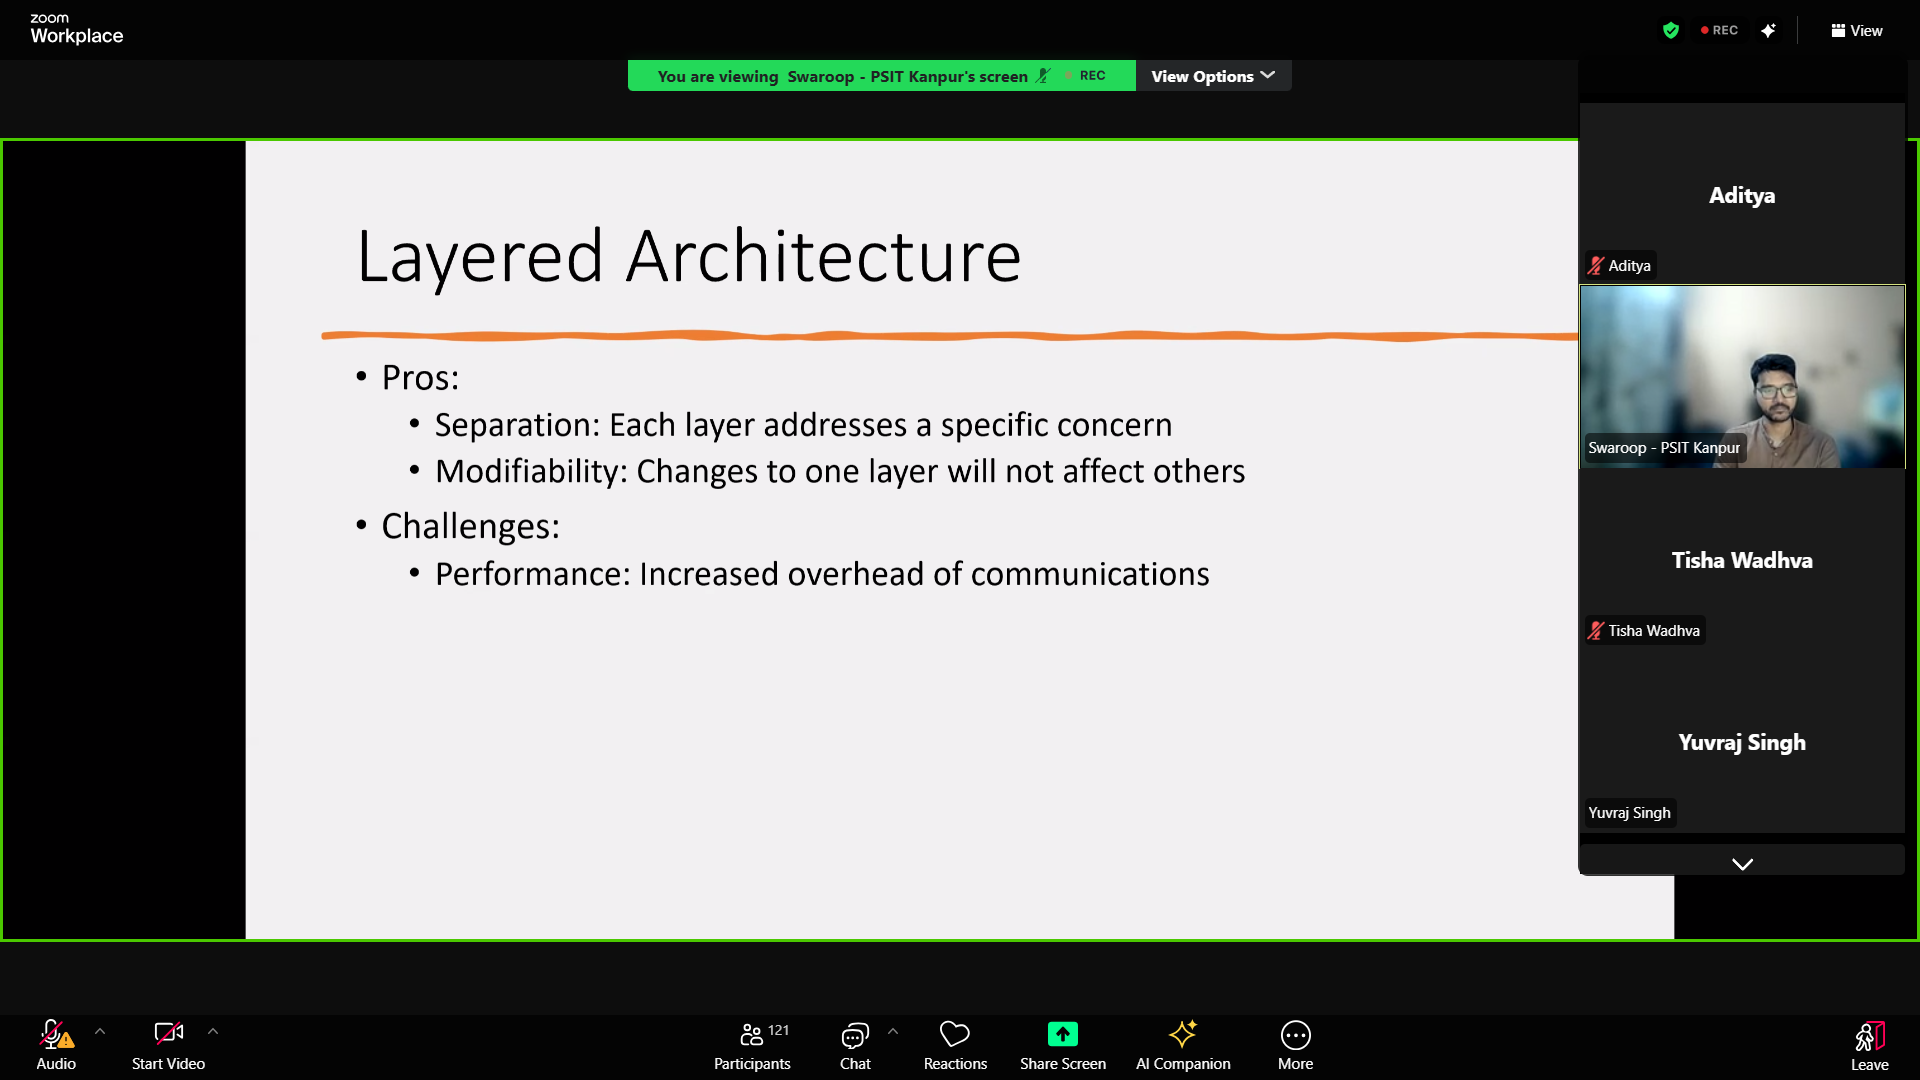 zoom
Workplace
REC
View
You are viewing Swaroop - PSIT Kanpur's screen
REC
View Options
Layered Architecture
• Pros:
• Separation: Each layer addresses a specific concern
• Modifiability: Changes to one layer will not affect others
• Challenges:
• Performance: Increased overhead of communications
Aditya
Aditya
Swaroop - PSIT Kanpur
Tisha Wadhva
Tisha Wadhva
Yuvraj Singh
Yuvraj Singh
Audio
Start Video
121
Participants
Chat
Reactions
Share Screen
AI Companion
More
Leave